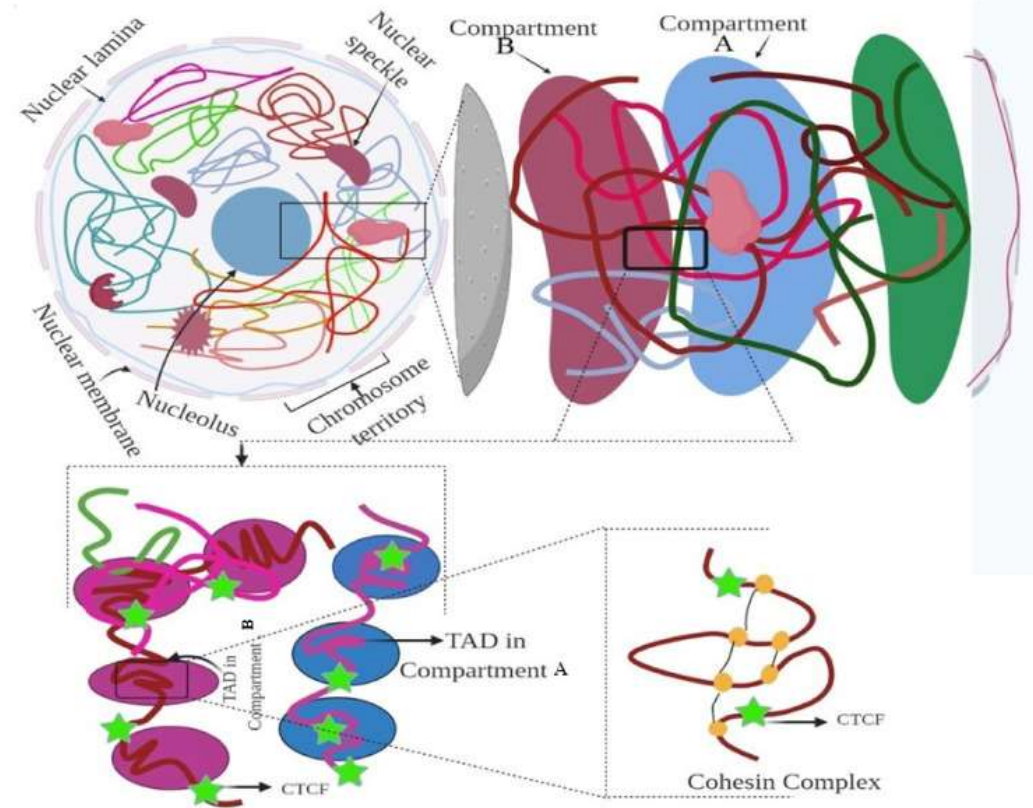 Nuclear lamina
Nuclear
speckle
Compartment
B
Compartment
A
Nuclear membrane
Nucleolus
Chromosome
territory
TAD in
Compartment B
TAD in
Compartment A
CTCF
CTCF
Cohesin Complex